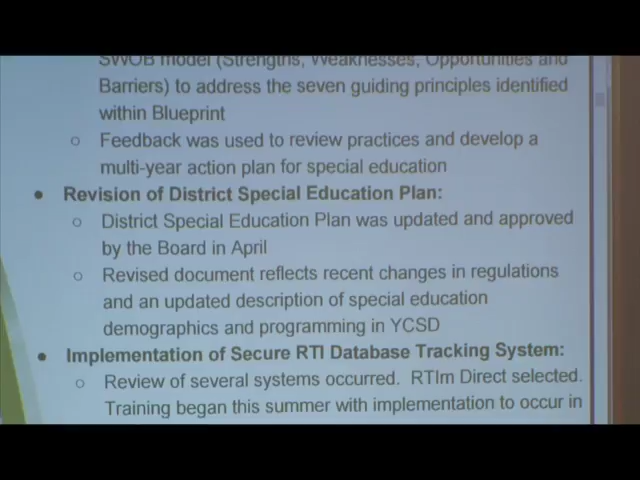 SWOB model (Strengths, Weaknesses, Opportunities and
Barriers) to address the seven guiding principles identified
within Blueprint
○ Feedback was used to review practices and develop a
multi-year action plan for special education
● Revision of District Special Education Plan:
○ District Special Education Plan was updated and approved
by the Board in April
○ Revised document reflects recent changes in regulations
and an updated description of special education
demographics and programming in YCSD
● Implementation of Secure RTI Database Tracking System:
○ Review of several systems occurred. RTIm Direct selected.
Training began this summer with implementation to occur in